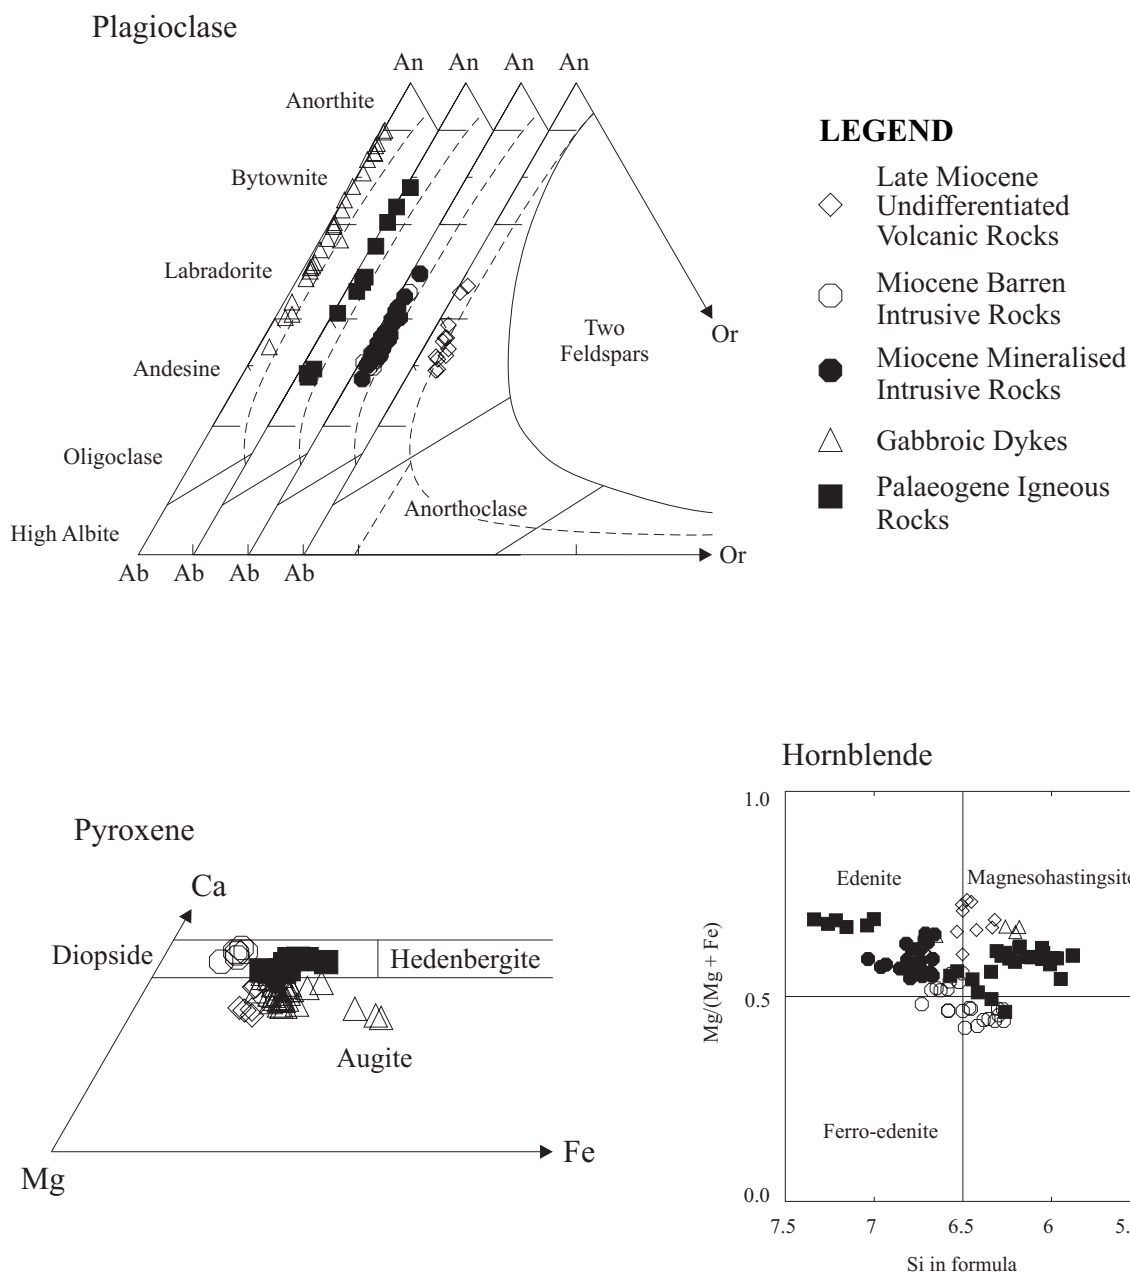 Plagioclase
An An An An
Anorthite
Bytownite
Labradorite
Andesine
Oligoclase
High Albite
Ab Ab Ab Ab
Two
Feldspars
Or
Anorthoclase
Or
LEGEND
Late Miocene
Undifferentiated
Volcanic Rocks
Miocene Barren
Intrusive Rocks
Miocene Mineralised
Intrusive Rocks
Gabbroic Dykes
Palaeogene Igneous
Rocks
Pyroxene
Ca
Diopside
Hedenbergite
Augite
Mg
Fe
Hornblende
1.0
Edenite
Magnesohastingsite
Mg/(Mg + Fe)
0.5
Ferro-edenite
0.0
7.5 7 6.5 6 5.
Si in formula